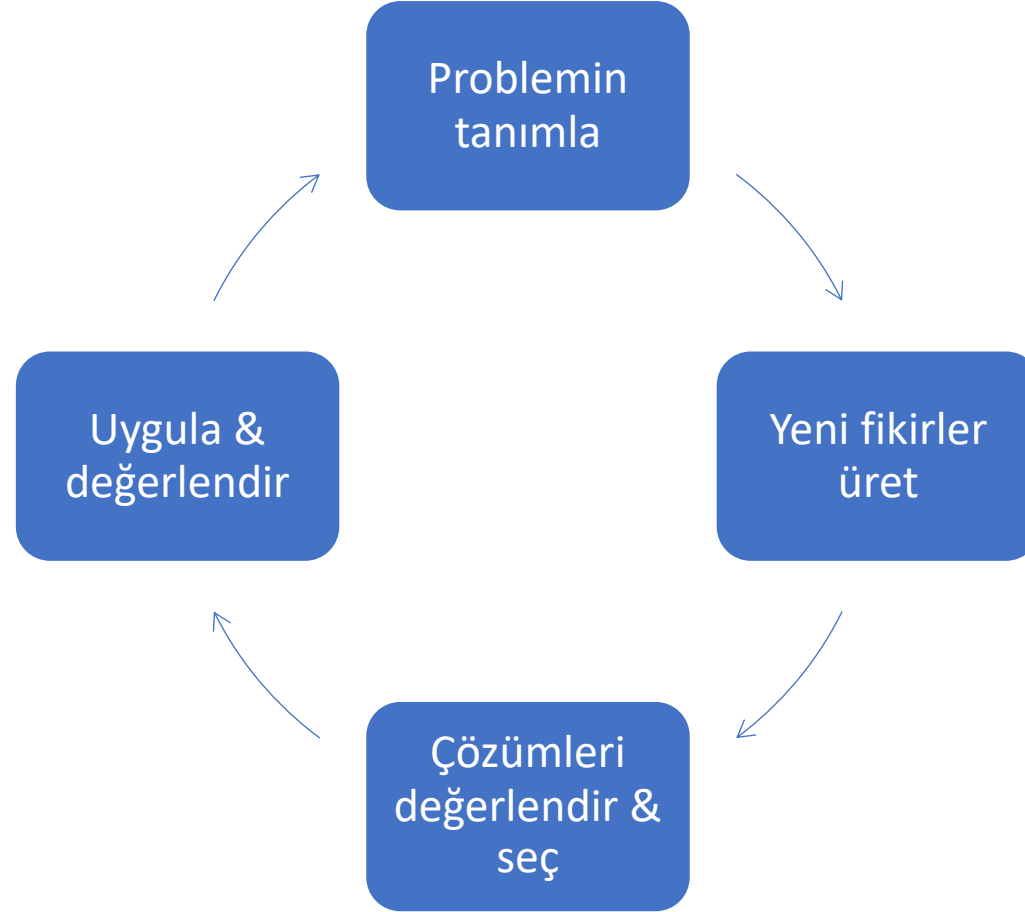 Problemin
tanımla
Yeni fikirler
üret
Çözümleri
değerlendir &
seç
Uygula &
değerlendir